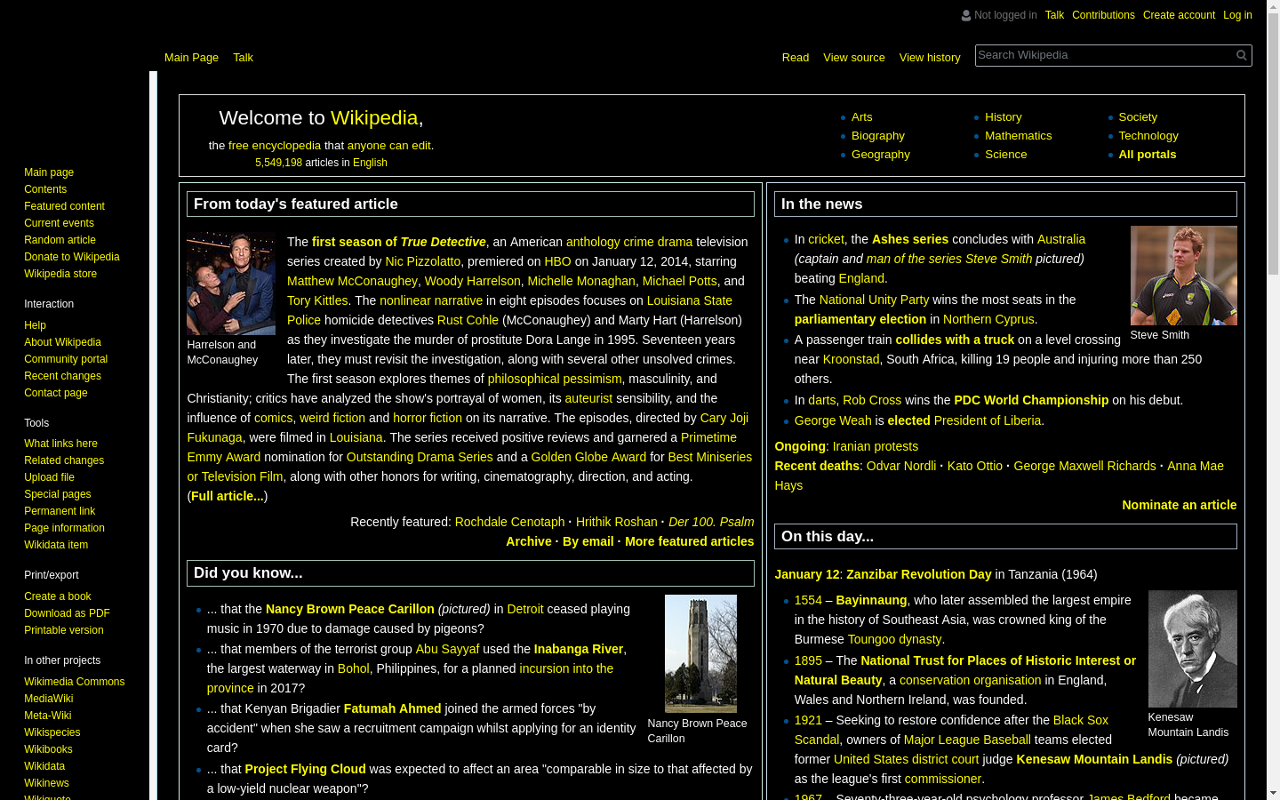 Not logged in Talk Contributions Create account Log in
Main Page Talk Read View source View history Search Wikipedia
Welcome to Wikipedia,
the free encyclopedia that anyone can edit.
5,549,198 articles in English
Arts
Biography
Geography
History
Mathematics
Science
Society
Technology
All portals
Main page
Contents
Featured content
Current events
Random article
Donate to Wikipedia
Wikipedia store
Interaction
Help
About Wikipedia
Community portal
Recent changes
Contact page
Tools
What links here
Related changes
Upload file
Special pages
Permanent link
Page information
Wikidata item
Print/export
Create a book
Download as PDF
Printable version
In other projects
Wikimedia Commons
MediaWiki
Meta-Wiki
Wikispecies
Wikibooks
Wikidata
Wikinews
Wikiquote
From today's featured article
Harrelson and
McConaughey
The first season of True Detective, an American anthology crime drama television
series created by Nic Pizzolatto, premiered on HBO on January 12, 2014, starring
Matthew McConaughey, Woody Harrelson, Michelle Monaghan, Michael Potts, and
Tory Kittles. The nonlinear narrative in eight episodes focuses on Louisiana State
Police homicide detectives Rust Cohle (McConaughey) and Marty Hart (Harrelson)
as they investigate the murder of prostitute Dora Lange in 1995. Seventeen years
later, they must revisit the investigation, along with several other unsolved crimes.
The first season explores themes of philosophical pessimism, masculinity, and
Christianity; critics have analyzed the show's portrayal of women, its auteurist sensibility, and the
influence of comics, weird fiction and horror fiction on its narrative. The episodes, directed by Cary Joji
Fukunaga, were filmed in Louisiana. The series received positive reviews and garnered a Primetime
Emmy Award nomination for Outstanding Drama Series and a Golden Globe Award for Best Miniseries
or Television Film, along with other honors for writing, cinematography, direction, and acting.
(Full article...)
Recently featured: Rochdale Cenotaph · Hrithik Roshan · Der 100. Psalm
Archive · By email · More featured articles
Did you know...
... that the Nancy Brown Peace Carillon (pictured) in Detroit ceased playing
music in 1970 due to damage caused by pigeons?
... that members of the terrorist group Abu Sayyaf used the Inabanga River,
the largest waterway in Bohol, Philippines, for a planned incursion into the
province in 2017?
... that Kenyan Brigadier Fatumah Ahmed joined the armed forces "by
accident" when she saw a recruitment campaign whilst applying for an identity
card?
... that Project Flying Cloud was expected to affect an area "comparable in size to that affected by
a low-yield nuclear weapon"?
Nancy Brown Peace
Carillon
In the news
In cricket, the Ashes series concludes with Australia
(captain and man of the series Steve Smith pictured)
beating England.
The National Unity Party wins the most seats in the
parliamentary election in Northern Cyprus.
A passenger train collides with a truck on a level crossing
near Kroonstad, South Africa, killing 19 people and injuring more than 250
others.
In darts, Rob Cross wins the PDC World Championship on his debut.
George Weah is elected President of Liberia.
Steve Smith
Ongoing: Iranian protests
Recent deaths: Odvar Nordli · Kato Ottio · George Maxwell Richards · Anna Mae
Hays
Nominate an article
On this day...
January 12: Zanzibar Revolution Day in Tanzania (1964)
1554 – Bayinnaung, who later assembled the largest empire
in the history of Southeast Asia, was crowned king of the
Burmese Toungoo dynasty.
1895 – The National Trust for Places of Historic Interest or
Natural Beauty, a conservation organisation in England,
Wales and Northern Ireland, was founded.
1921 – Seeking to restore confidence after the Black Sox
Scandal, owners of Major League Baseball teams elected
former United States district court judge Kenesaw Mountain Landis (pictured)
as the league's first commissioner.
1967 – Seventy-three-year-old psychology professor James Bedford became
Kenesaw
Mountain Landis